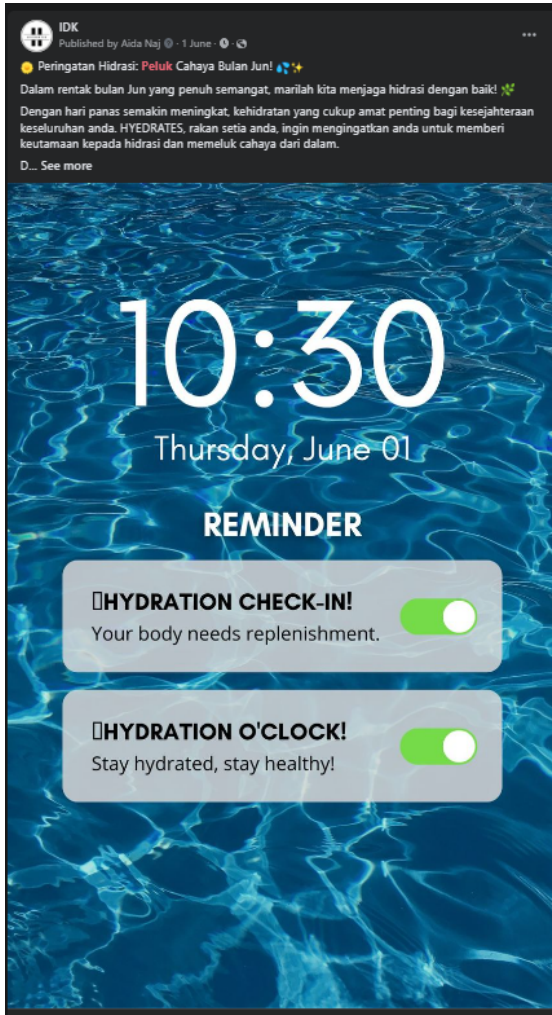 IDK
Published by Aida Naj · 1 June ·
🌞 Peringatan Hidrasi: Peluk Cahaya Bulan Jun! 💦✨
Dalam rentak bulan Jun yang penuh semangat, marilah kita menjaga hidrasi dengan baik! 🌿
Dengan hari panas semakin meningkat, kehidratan yang cukup amat penting bagi kesejahteraan
keseluruhan anda. HYEDRATES, rakan setia anda, ingin mengingatkan anda untuk memberi
keutamaan kepada hidrasi dan memeluk cahaya dari dalam.
D... See more
10:30
Thursday, June 01
REMINDER
HYDRATION CHECK-IN!
Your body needs replenishment.
HYDRATION O'CLOCK!
Stay hydrated, stay healthy!